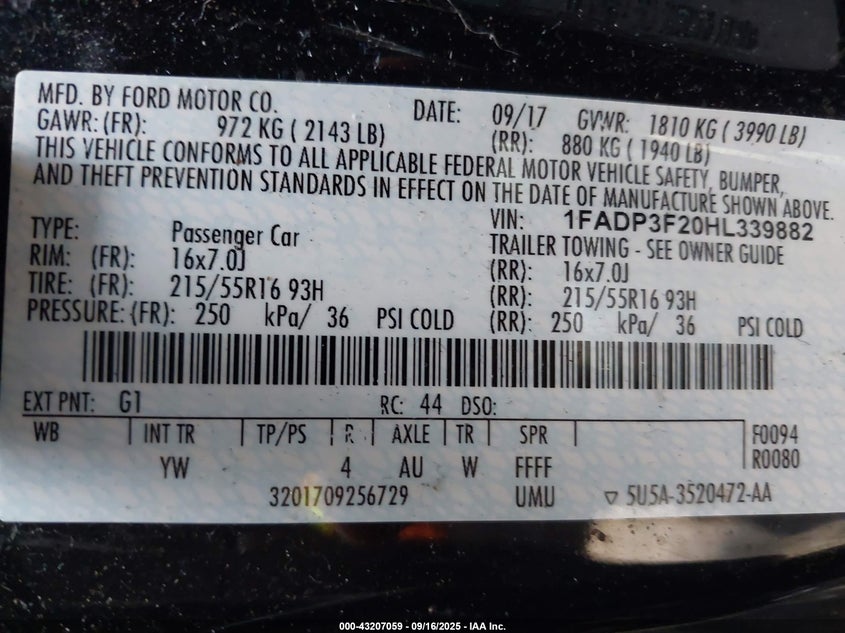 MFD. BY FORD MOTOR CO. DATE: 09/17 GVWR: 1810 KG ( 3990 LB)
GAWR: (FR): 972 KG ( 2143 LB) (RR): 880 KG ( 1940 LB)
THIS VEHICLE CONFORMS TO ALL APPLICABLE FEDERAL MOTOR VEHICLE SAFETY, BUMPER,
AND THEFT PREVENTION STANDARDS IN EFFECT ON THE DATE OF MANUFACTURE SHOWN ABOVE.
VIN: 1FADP3F20HL339882
TYPE: Passenger Car TRAILER TOWING - SEE OWNER GUIDE
RIM: (FR): 16x7.0J (RR): 16x7.0J
TIRE: (FR): 215/55R16 93H (RR): 215/55R16 93H
PRESSURE: (FR): 250 kPa/ 36 PSI COLD (RR): 250 kPa/ 36 PSI COLD
EXT PNT: G1 RC: 44 DSO:
WB INT TR TP/PS R AXLE TR SPR F0094
YW 4 AU W FFFF R0080
3201709256729 UMU ▽ 5U5A-3520472-AA
000-43207059 - 09/16/2025 - IAA Inc.